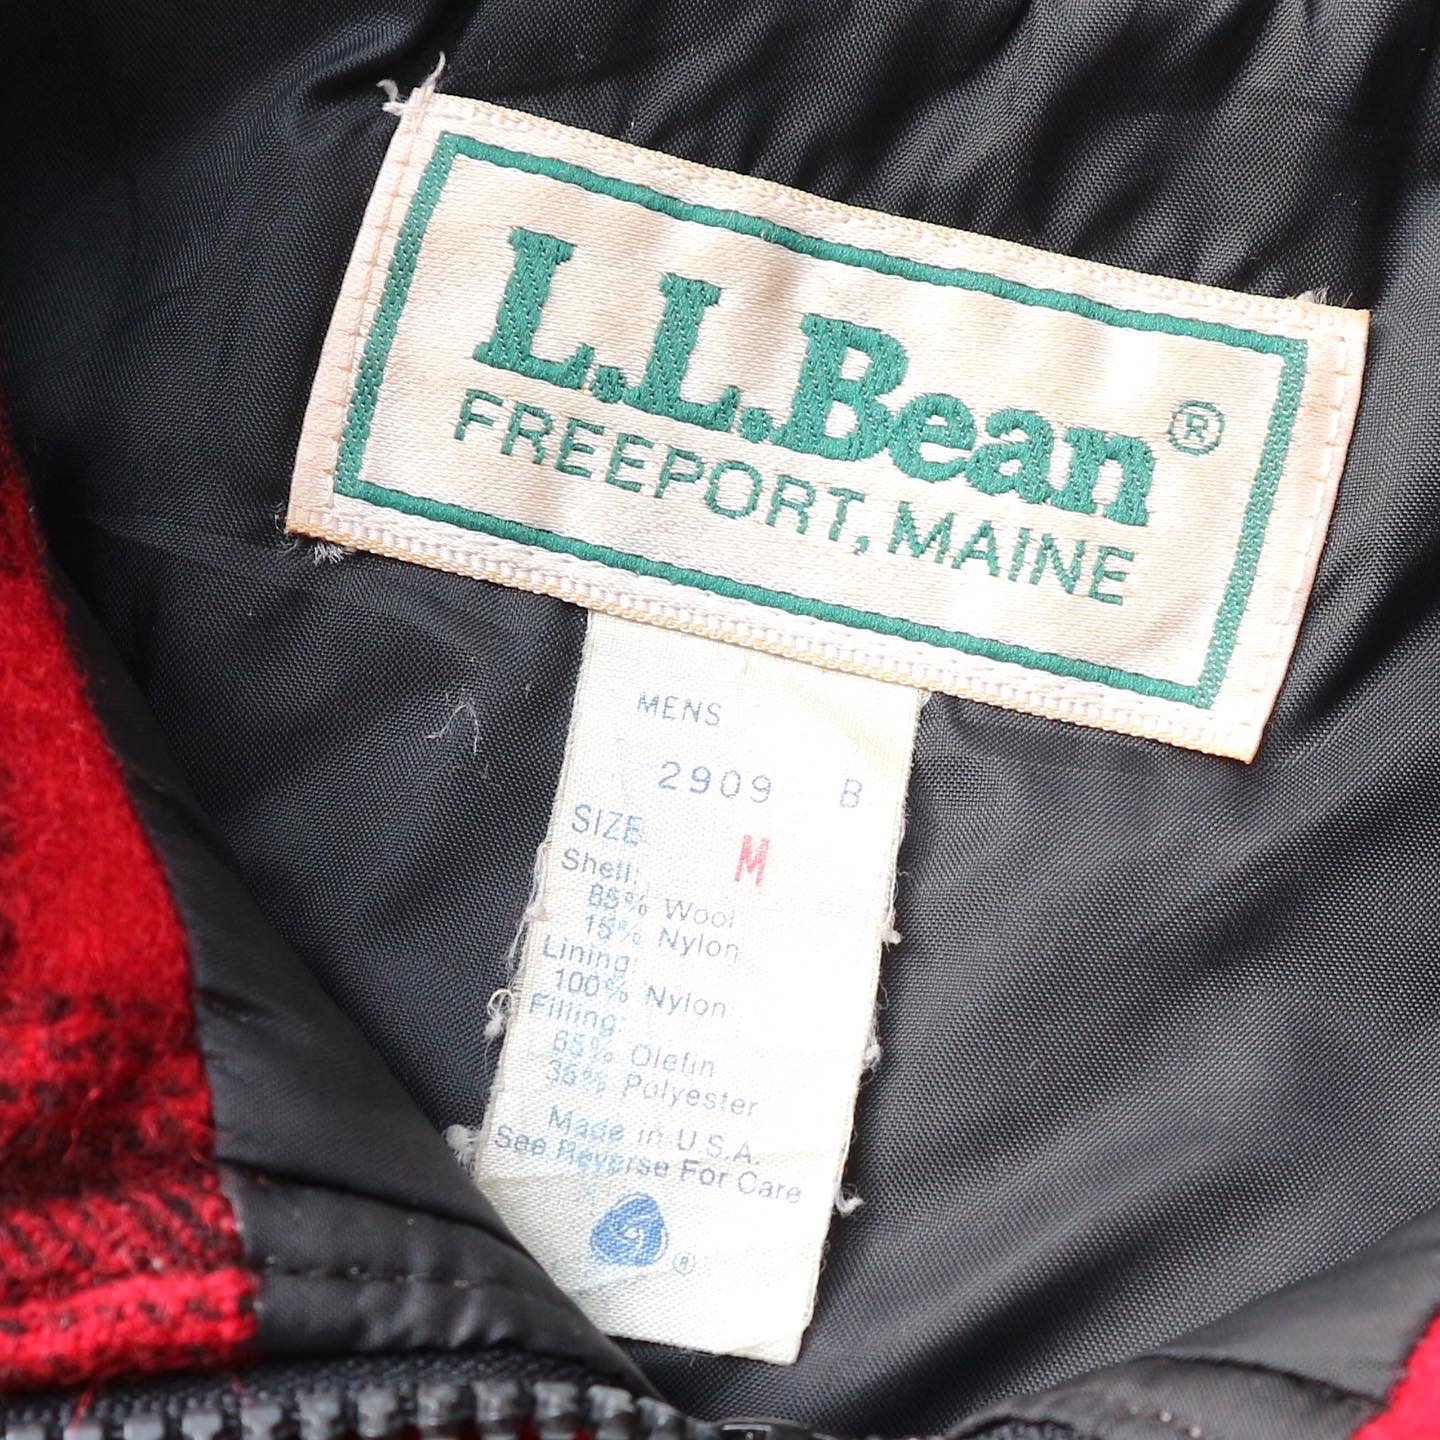 L.L.Bean®
FREEPORT, MAINE
MENS
2909 B
SIZE M
Shell:
85% Wool
15% Nylon
Lining:
100% Nylon
Filling:
65% Olefin
35% Polyester
Made in U.S.A.
See Reverse For Care
®